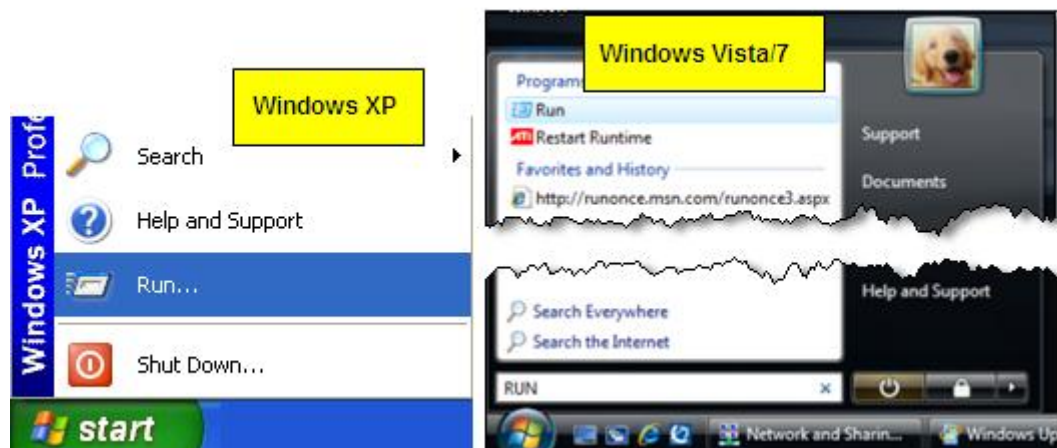 Windows XP
Windows XP Profe
Search
Help and Support
Run...
Shut Down...
start
Windows Vista/7
Programs
Run
ATI Restart Runtime
Favorites and History
http://runonce.msn.com/runonce3.aspx
Search Everywhere
Search the Internet
RUN
Support
Documents
Help and Support
Network and Sharin...
Windows Up